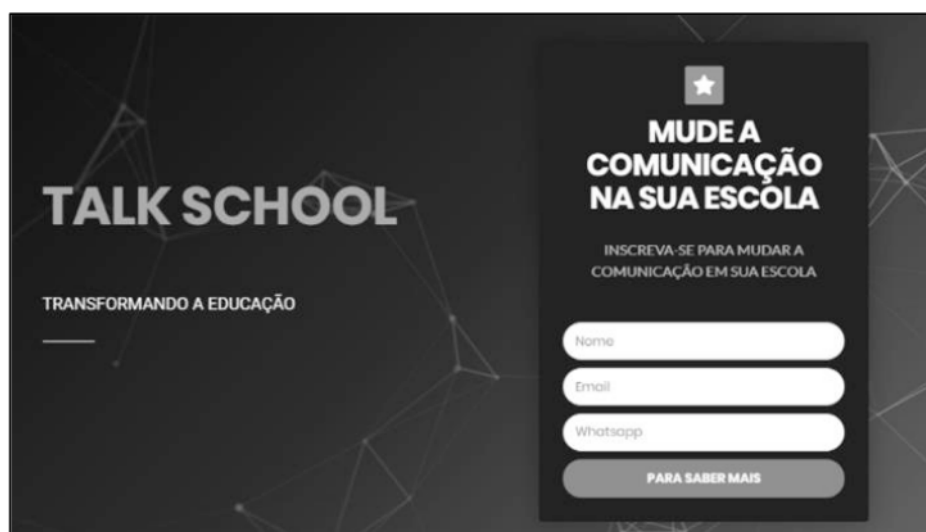 TALK SCHOOL
TRANSFORMANDO A EDUCAÇÃO
MUDE A
COMUNICAÇÃO
NA SUA ESCOLA
INSCREVA-SE PARA MUDAR A
COMUNICAÇÃO EM SUA ESCOLA
Nome
Email
Whatsapp
PARA SABER MAIS